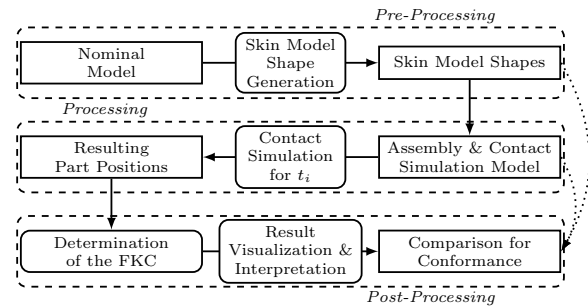 Pre-Processing
Nominal
Model
Skin Model
Shape
Generation
Skin Model Shapes
Processing
Resulting
Part Positions
Contact
Simulation
for tᵢ
Assembly & Contact
Simulation Model
Determination
of the FKC
Result
Visualization &
Interpretation
Comparison for
Conformance
Post-Processing